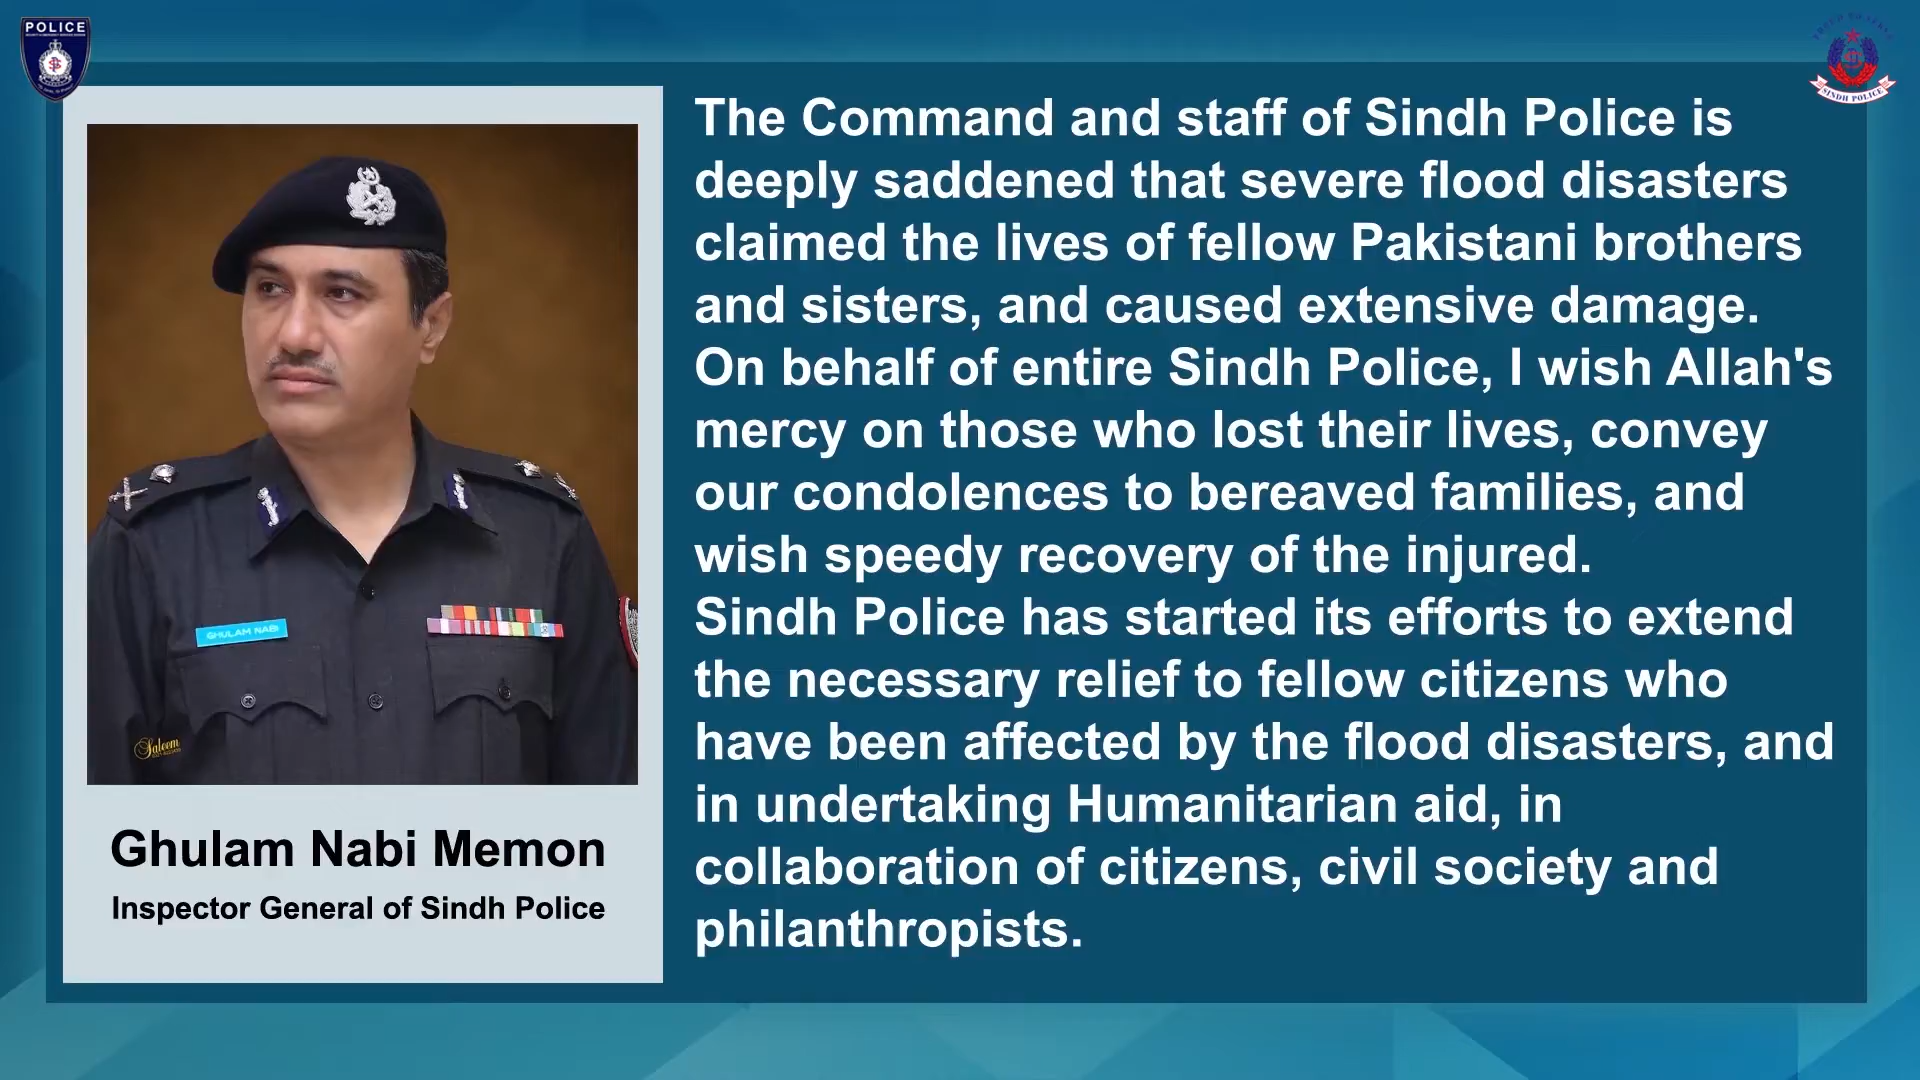 POLICE
SINDH POLICE
The Command and staff of Sindh Police is
deeply saddened that severe flood disasters
claimed the lives of fellow Pakistani brothers
and sisters, and caused extensive damage.
On behalf of entire Sindh Police, I wish Allah's
mercy on those who lost their lives, convey
our condolences to bereaved families, and
wish speedy recovery of the injured.
Sindh Police has started its efforts to extend
the necessary relief to fellow citizens who
have been affected by the flood disasters, and
in undertaking Humanitarian aid, in
collaboration of citizens, civil society and
philanthropists.
GHULAM NABI
Saleem
Ghulam Nabi Memon
Inspector General of Sindh Police